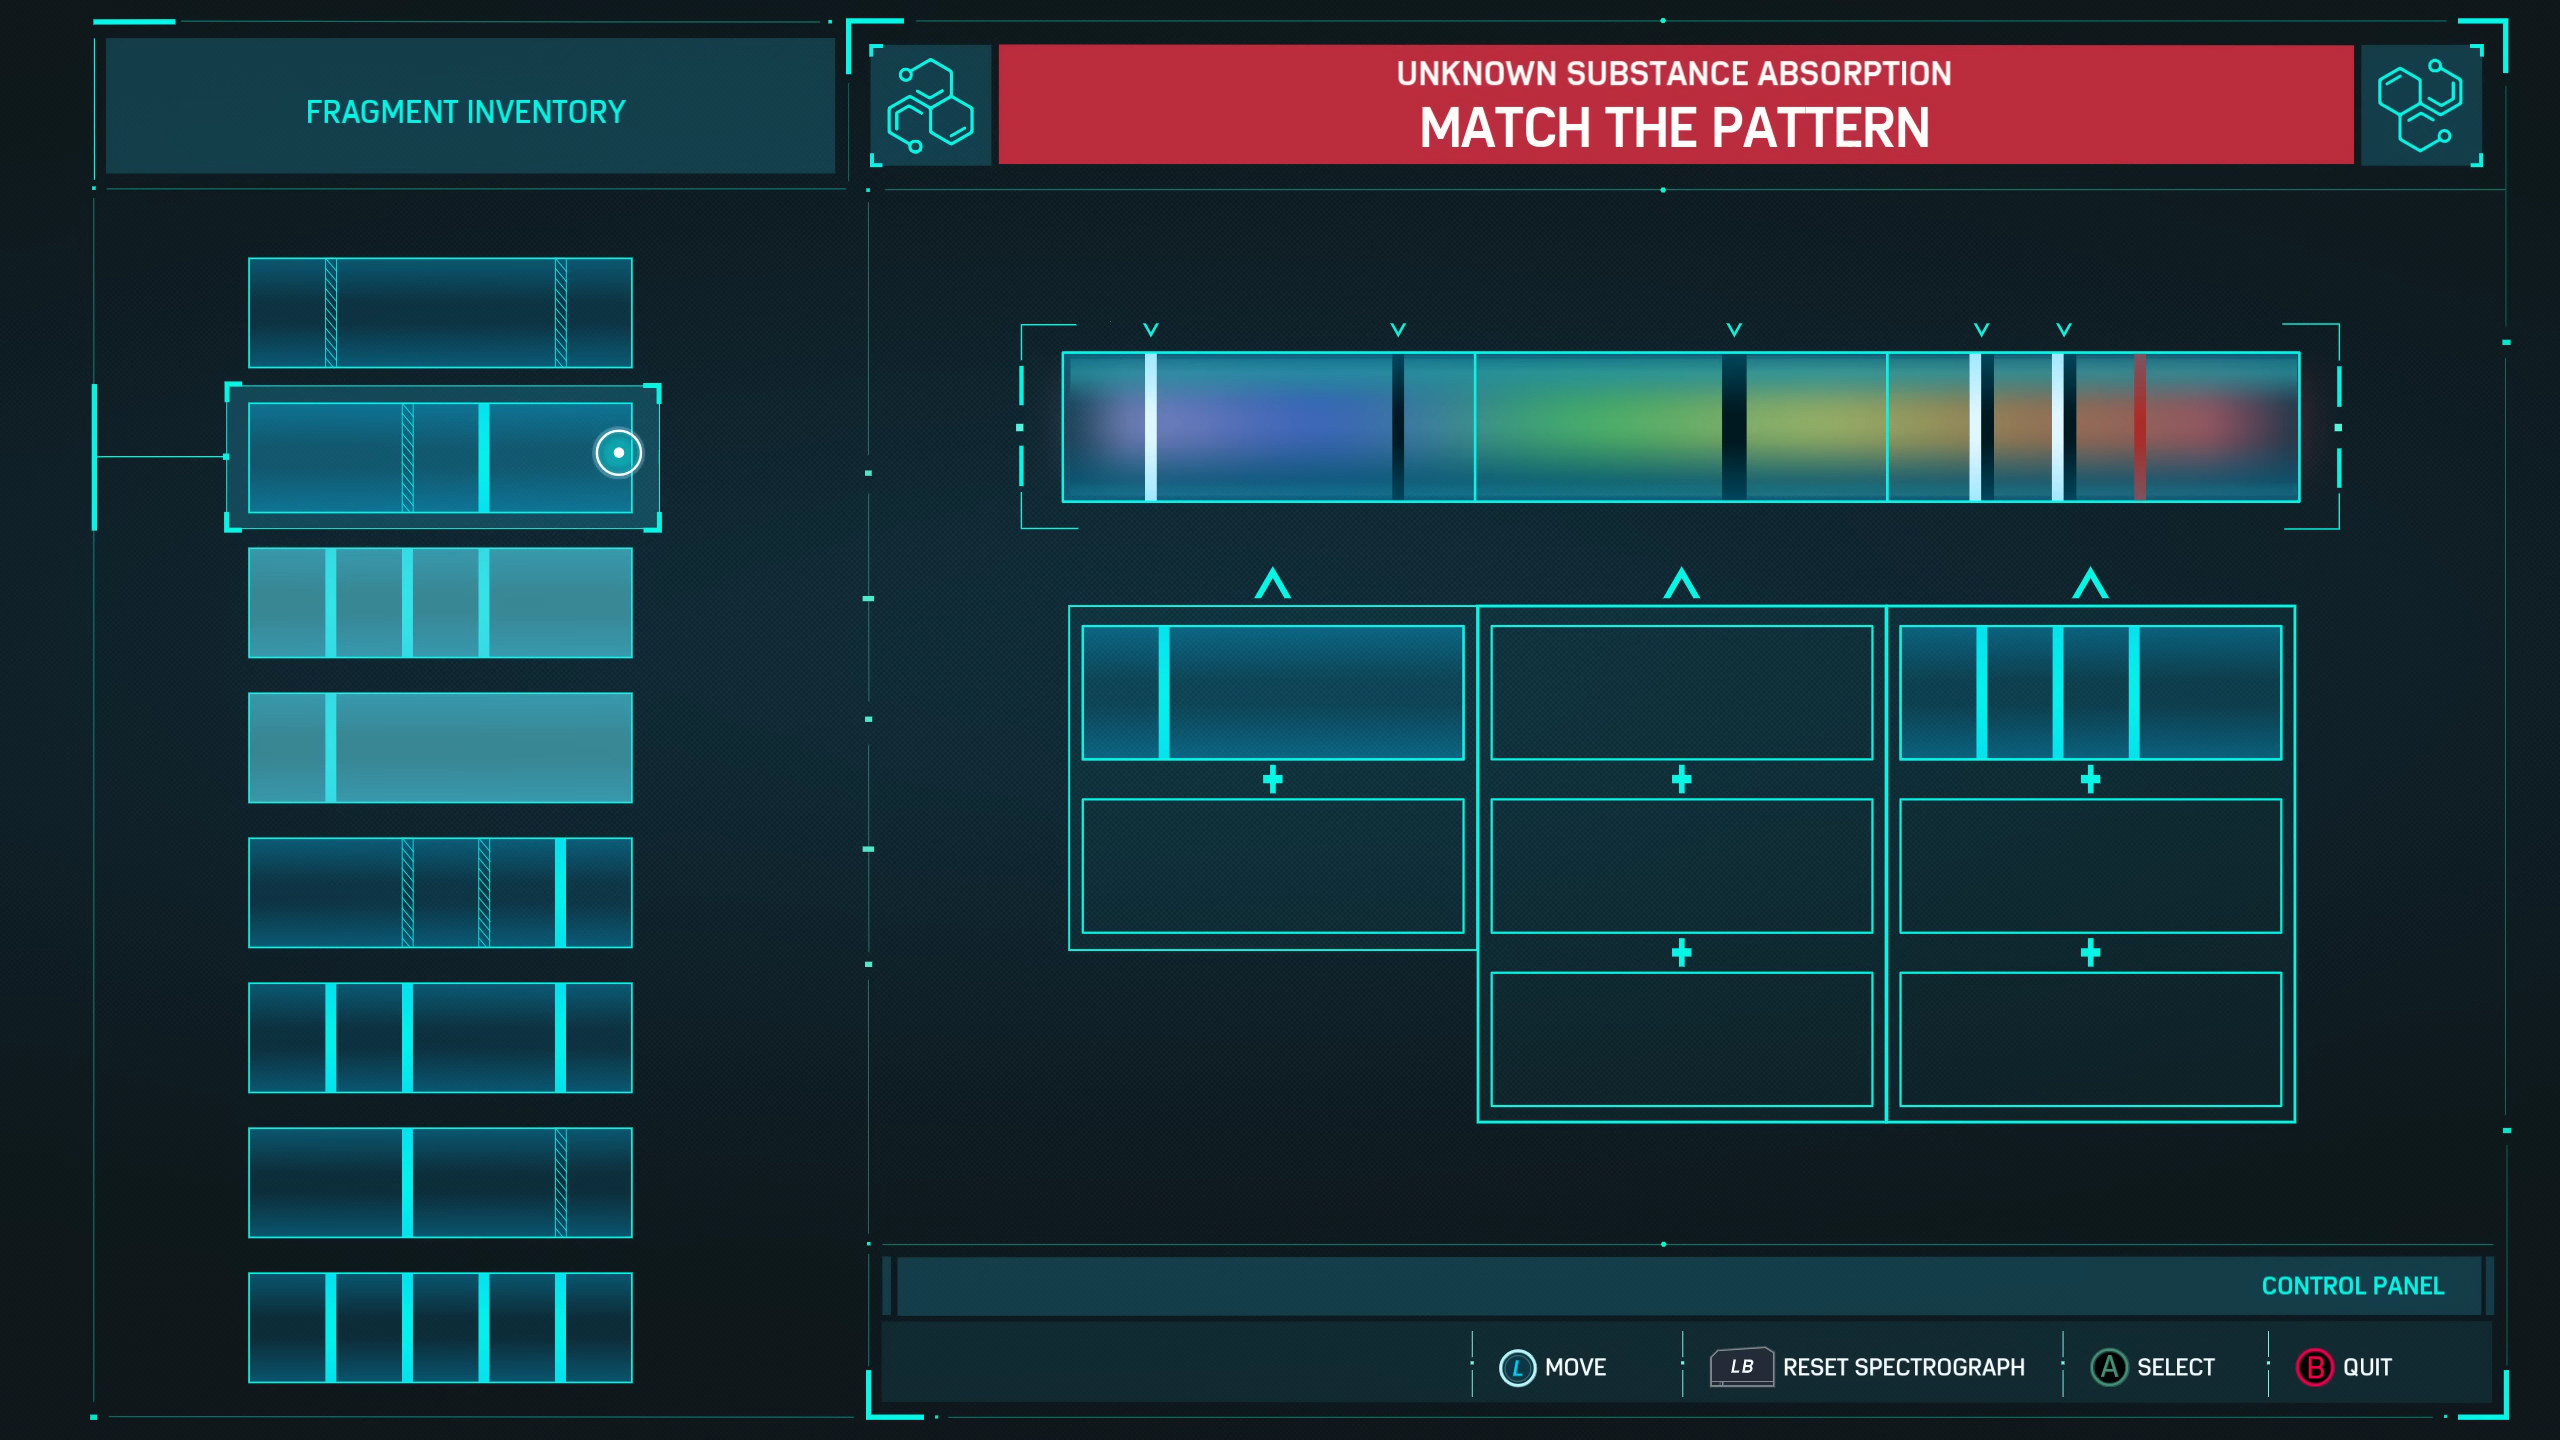 FRAGMENT INVENTORY
UNKNOWN SUBSTANCE ABSORPTION
MATCH THE PATTERN
CONTROL PANEL
L MOVE
LB RESET SPECTROGRAPH
A SELECT
B QUIT